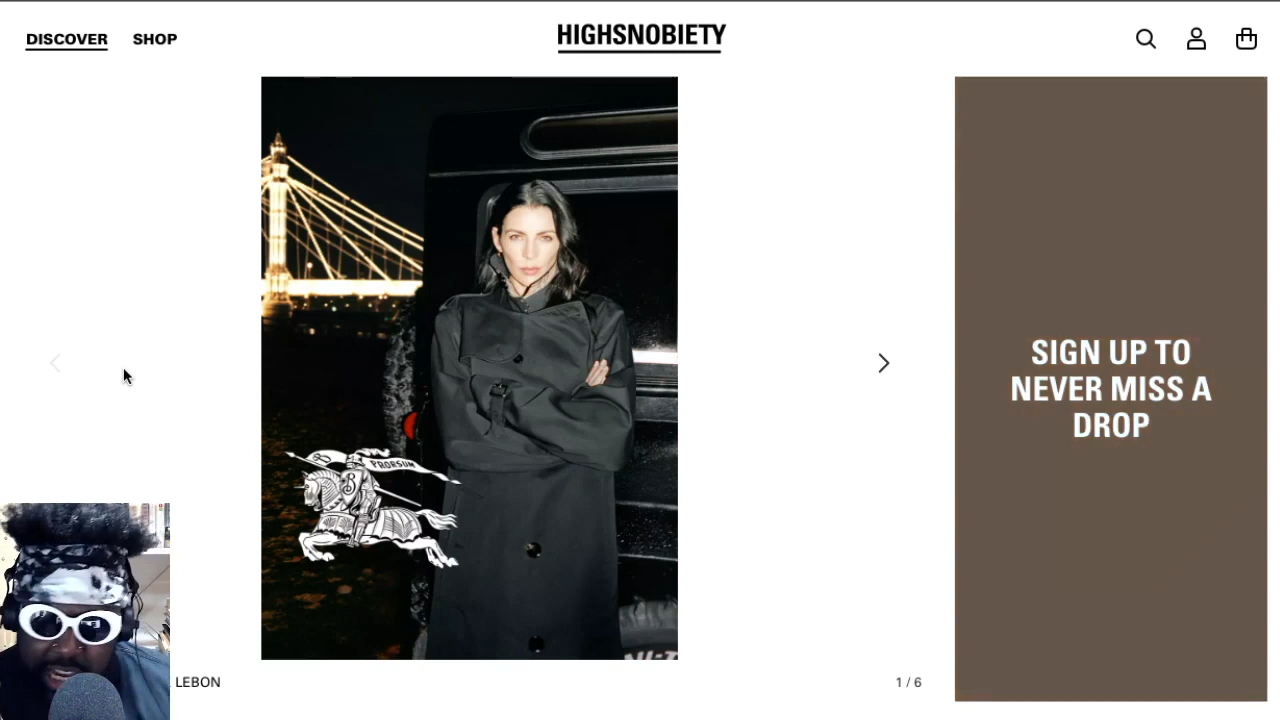 DISCOVER SHOP HIGHSNOBIETY
PRORSUM
SIGN UP TO
NEVER MISS A
DROP
LEBON
1 / 6